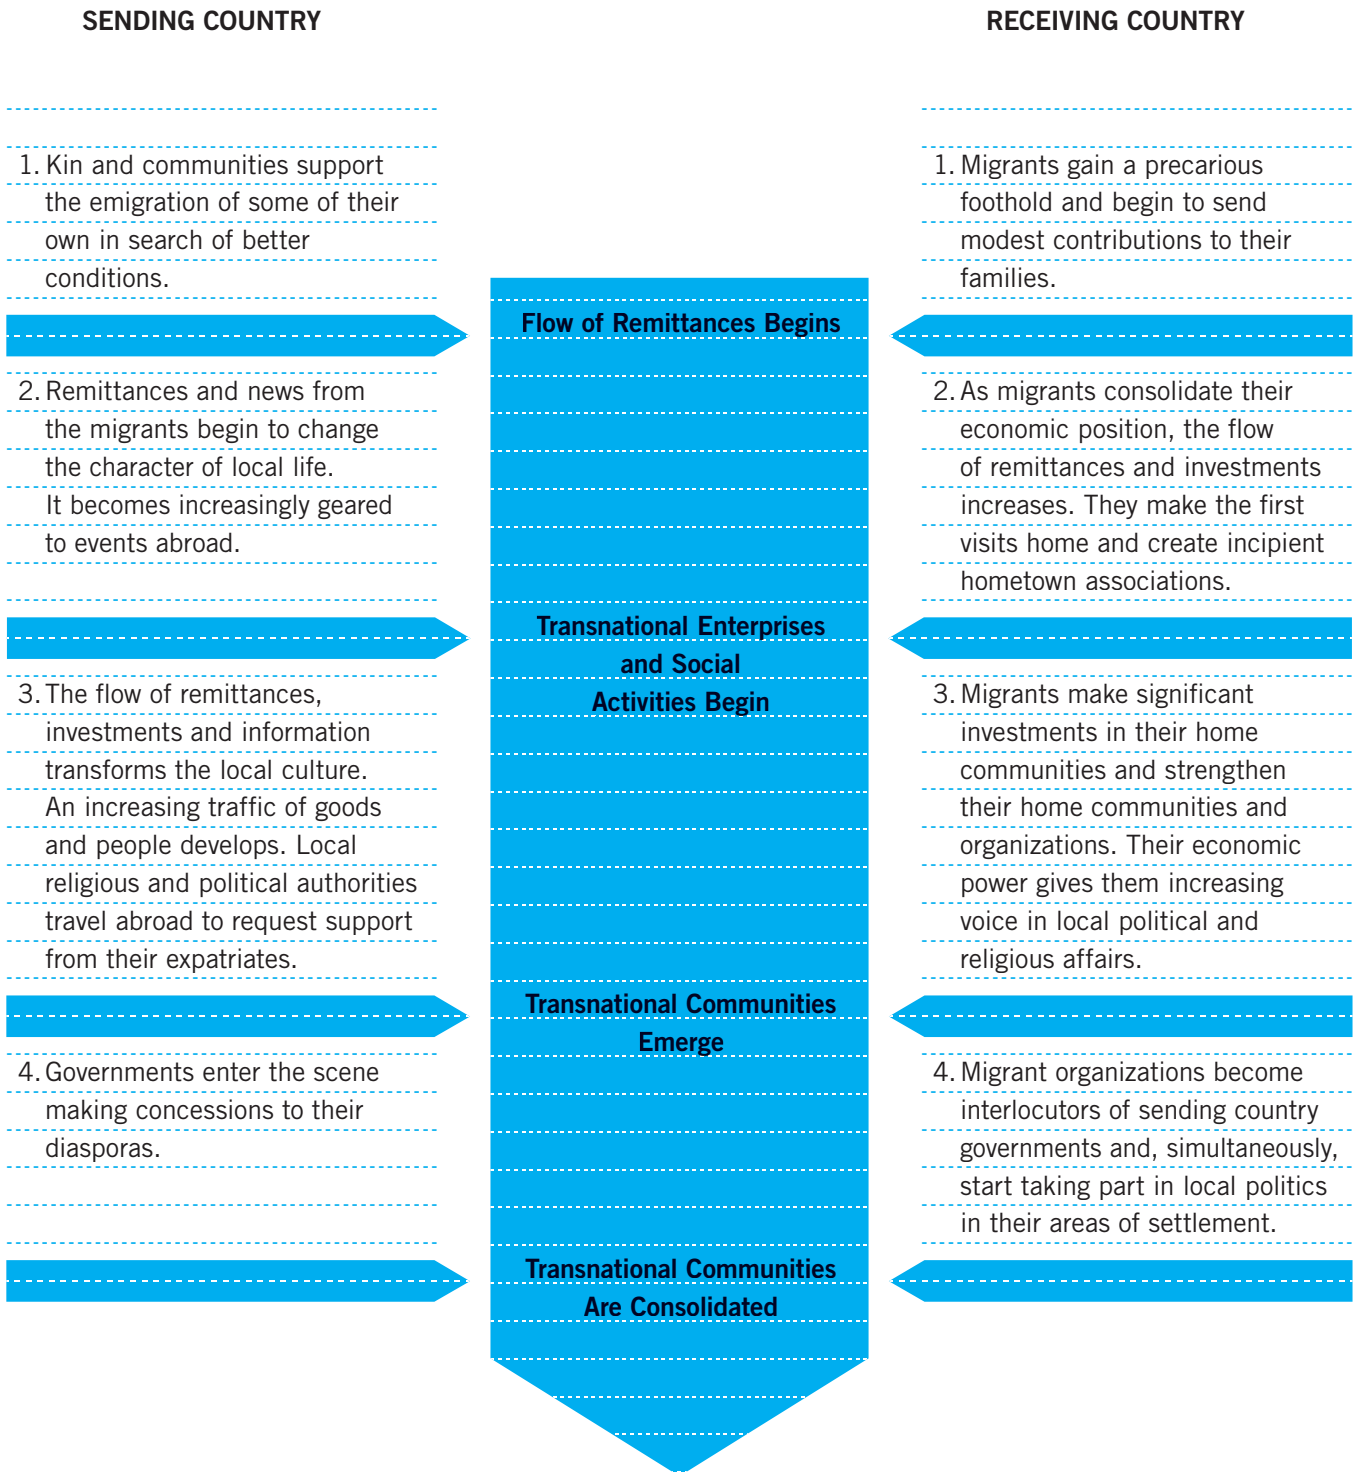 SENDING COUNTRY
RECEIVING COUNTRY
1. Kin and communities support
the emigration of some of their
own in search of better
conditions.
1. Migrants gain a precarious
foothold and begin to send
modest contributions to their
families.
Flow of Remittances Begins
2. Remittances and news from
the migrants begin to change
the character of local life.
It becomes increasingly geared
to events abroad.
2. As migrants consolidate their
economic position, the flow
of remittances and investments
increases. They make the first
visits home and create incipient
hometown associations.
Transnational Enterprises
and Social
Activities Begin
3. The flow of remittances,
investments and information
transforms the local culture.
An increasing traffic of goods
and people develops. Local
religious and political authorities
travel abroad to request support
from their expatriates.
3. Migrants make significant
investments in their home
communities and strengthen
their home communities and
organizations. Their economic
power gives them increasing
voice in local political and
religious affairs.
Transnational Communities
Emerge
4. Governments enter the scene
making concessions to their
diasporas.
4. Migrant organizations become
interlocutors of sending country
governments and, simultaneously,
start taking part in local politics
in their areas of settlement.
Transnational Communities
Are Consolidated